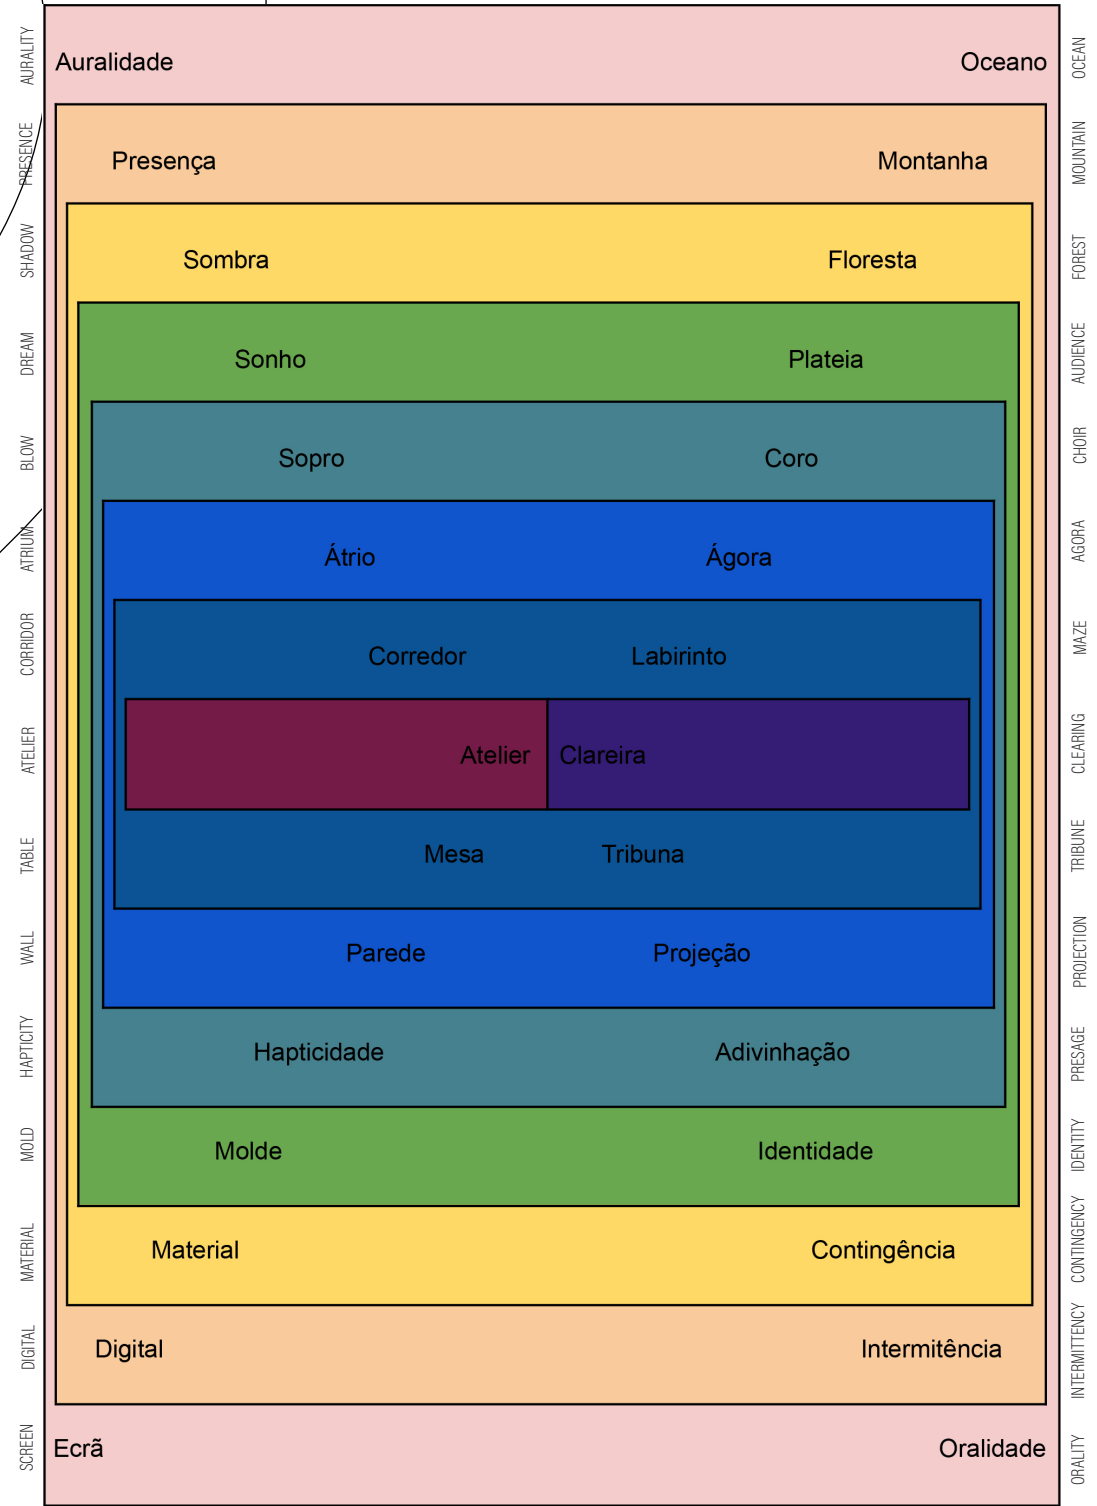 AURALITY Auralidade Oceano OCEAN
PRESENCE Presença Montanha MOUNTAIN
SHADOW Sombra Floresta FOREST
DREAM Sonho Plateia AUDIENCE
BLOW Sopro Coro CHOIR
ATRIUM Átrio Ágora AGORA
CORRIDOR Corredor Labirinto MAZE
ATELIER Atelier Clareira CLEARING
TABLE Mesa Tribuna TRIBUNE
WALL Parede Projeção PROJECTION
HAPTICITY Hapticidade Adivinhação PRESAGE
MOLD Molde Identidade IDENTITY
MATERIAL Material Contingência CONTINGENCY
DIGITAL Digital Intermitência INTERMITTENCY
SCREEN Ecrã Oralidade ORALITY